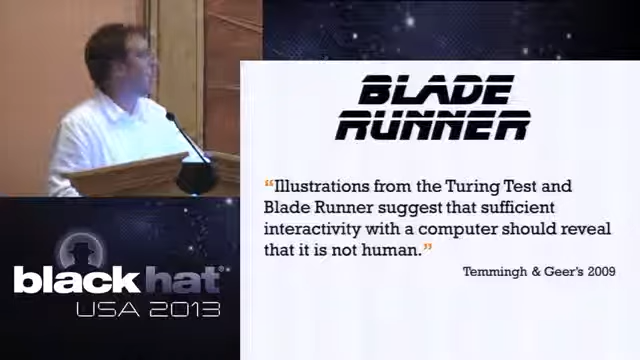 BLADE
RUNNER
“Illustrations from the Turing Test and
Blade Runner suggest that sufficient
interactivity with a computer should reveal
that it is not human.”
Temmingh & Geer's 2009
black hat
USA 2013